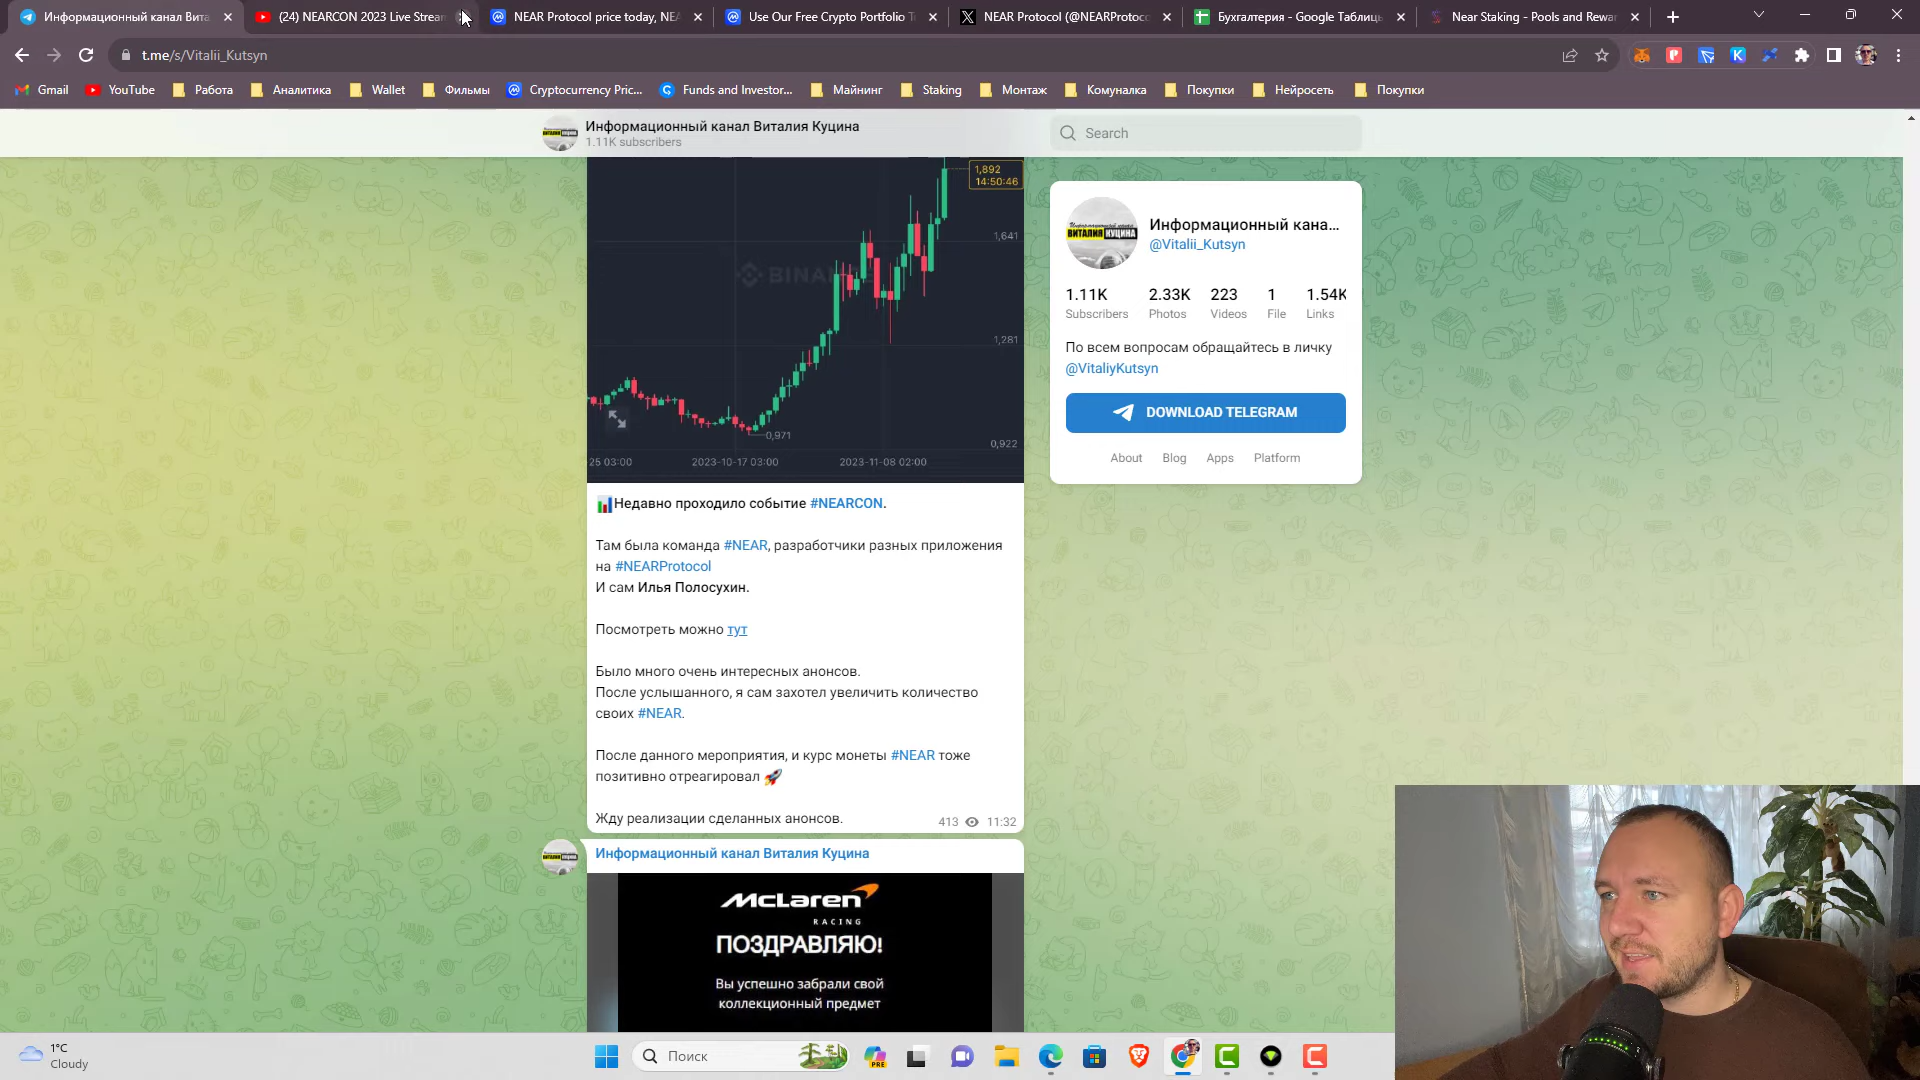 Информационный канал Вита
(24) NEARCON 2023 Live Stream
NEAR Protocol price today, NEA
Use Our Free Crypto Portfolio T
NEAR Protocol (@NEARProtoco
Бухгалтерия - Google Таблиц
Near Staking - Pools and Rewar
t.me/s/Vitalii_Kutsyn
Gmail
YouTube
Работа
Аналитика
Wallet
Фильмы
Cryptocurrency Pric...
Funds and Investor...
Майнинг
Staking
Монтаж
Комуналка
Покупки
Нейросеть
Покупки
Информационный канал Виталия Куцина
1.11K subscribers
Search
1,892
14:50:46
1,641
1,281
0,971
0,922
25 03:00
2023-10-17 03:00
2023-11-08 02:00
Недавно проходило событие #NEARCON.
Там была команда #NEAR, разработчики разных приложения
на #NEARProtocol
И сам Илья Полосухин.
Посмотреть можно тут
Было много очень интересных анонсов.
После услышанного, я сам захотел увеличить количество
своих #NEAR.
После данного мероприятия, и курс монеты #NEAR тоже
позитивно отреагировал
Жду реализации сделанных анонсов.
413 11:32
Информационный канал Виталия Куцина
McLaren
RACING
ПОЗДРАВЛЯЮ!
Вы успешно забрали свой
коллекционный предмет
ВИТАЛИЯ КУЦИНА
Информационный кана...
@Vitalii_Kutsyn
1.11K
Subscribers
2.33K
Photos
223
Videos
1
File
1.54K
Links
По всем вопросам обращайтесь в личку
@VitaliyKutsyn
DOWNLOAD TELEGRAM
About
Blog
Apps
Platform
1°C
Cloudy
Поиск
PRE